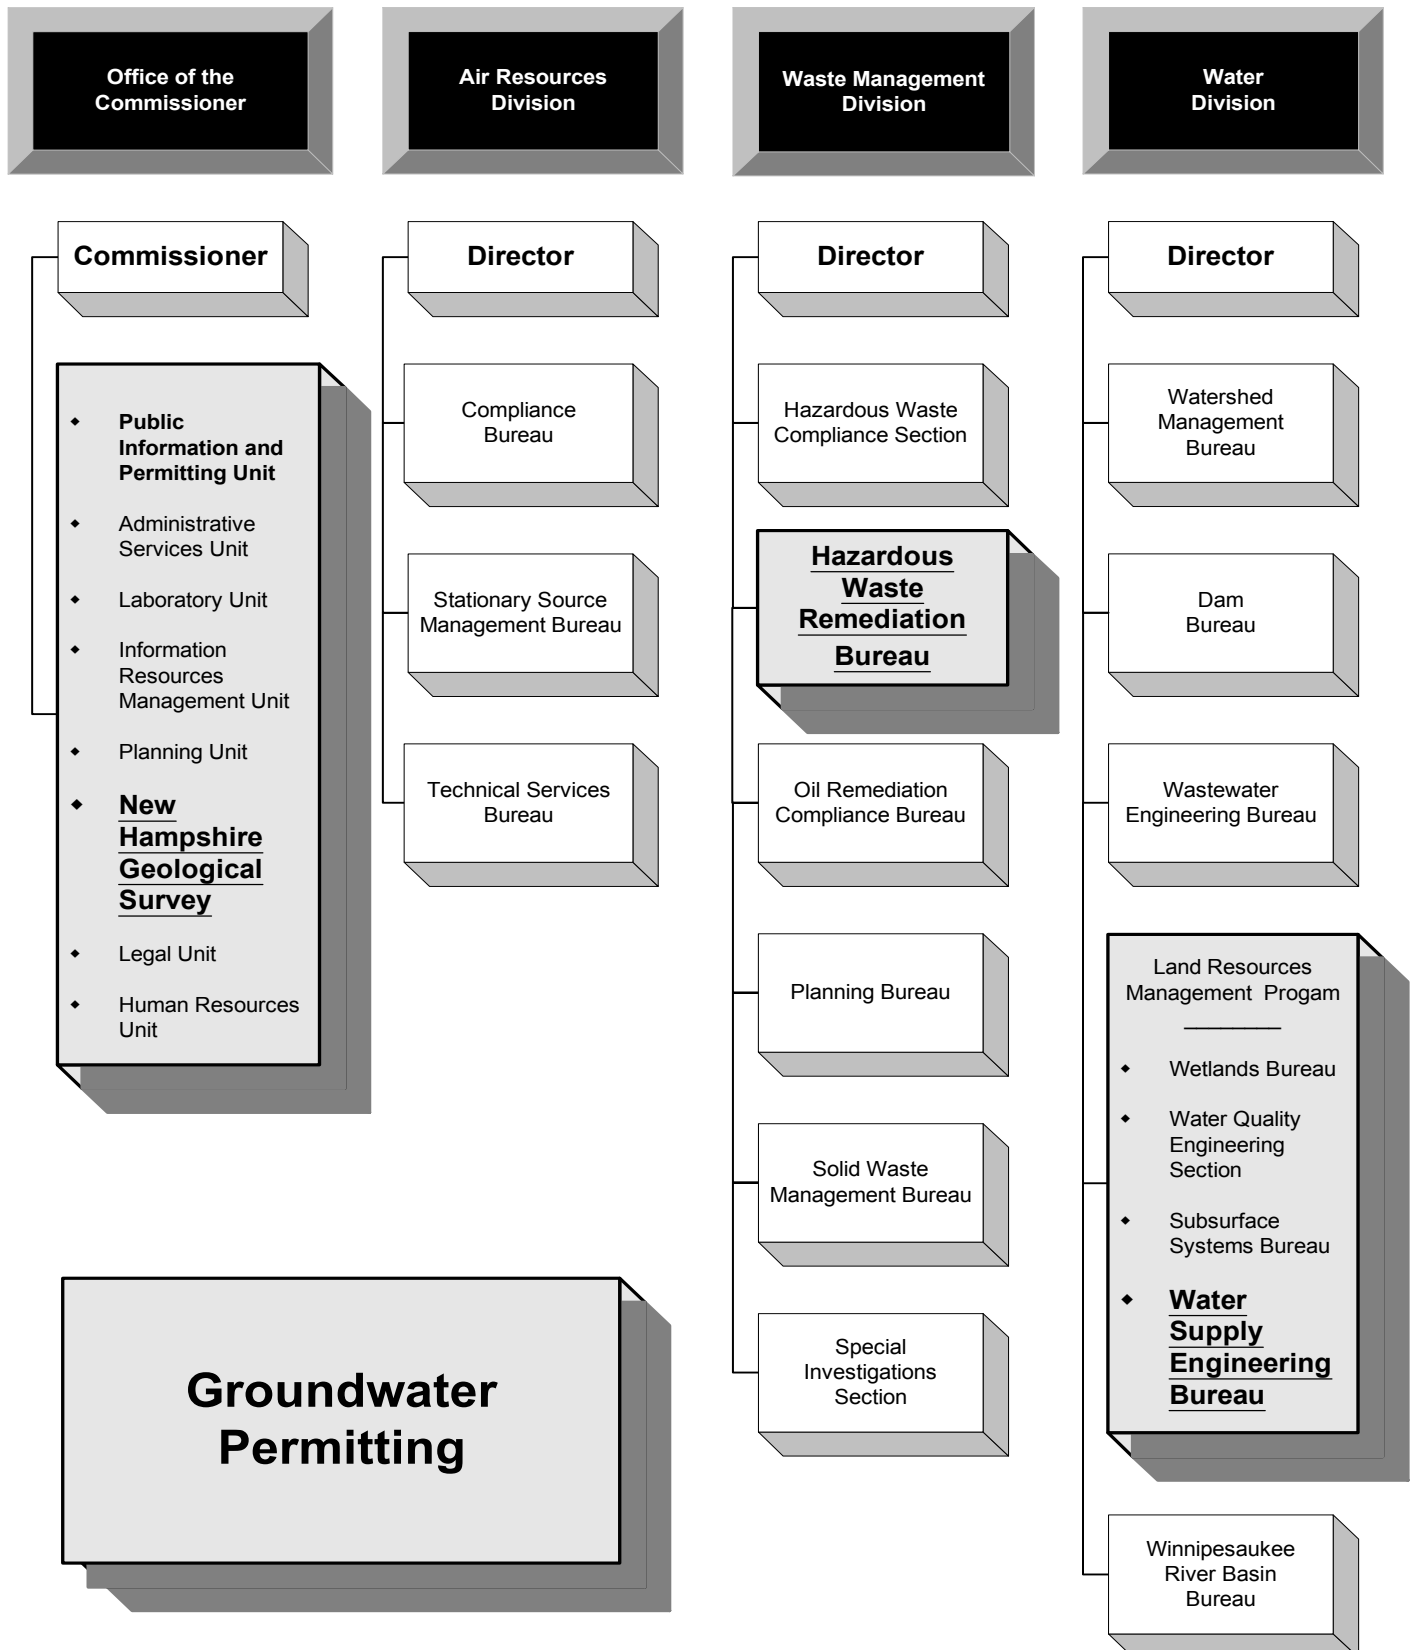 Office of the
Commissioner
Air Resources
Division
Waste Management
Division
Water
Division
Commissioner
◆ Public
Information and
Permitting Unit
◆ Administrative
Services Unit
◆ Laboratory Unit
◆ Information
Resources
Management Unit
◆ Planning Unit
◆ New
Hampshire
Geological
Survey
◆ Legal Unit
◆ Human Resources
Unit
Director
Compliance
Bureau
Stationary Source
Management Bureau
Technical Services
Bureau
Director
Hazardous Waste
Compliance Section
Hazardous
Waste
Remediation
Bureau
Oil Remediation
Compliance Bureau
Planning Bureau
Solid Waste
Management Bureau
Special
Investigations
Section
Director
Watershed
Management
Bureau
Dam
Bureau
Wastewater
Engineering Bureau
Land Resources
Management Progam
◆ Wetlands Bureau
◆ Water Quality
Engineering
Section
◆ Subsurface
Systems Bureau
◆ Water
Supply
Engineering
Bureau
Winnipesaukee
River Basin
Bureau
Groundwater
Permitting